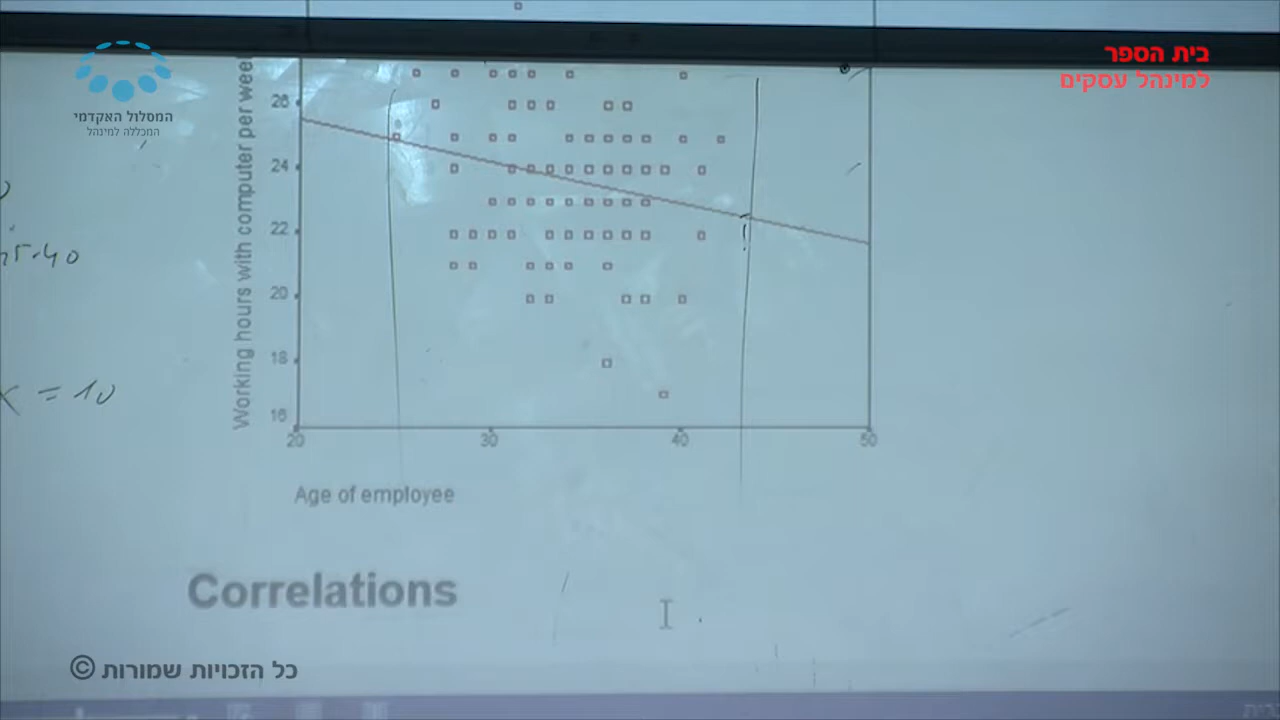 בית הספר
למינהל עסקים
המסלול האקדמי
המכללה למינהל
Working hours with computer per wee
26
24
22
20
18
16
20 30 40 50
Age of employee
= 10
Correlations
כל הזכויות שמורות ©